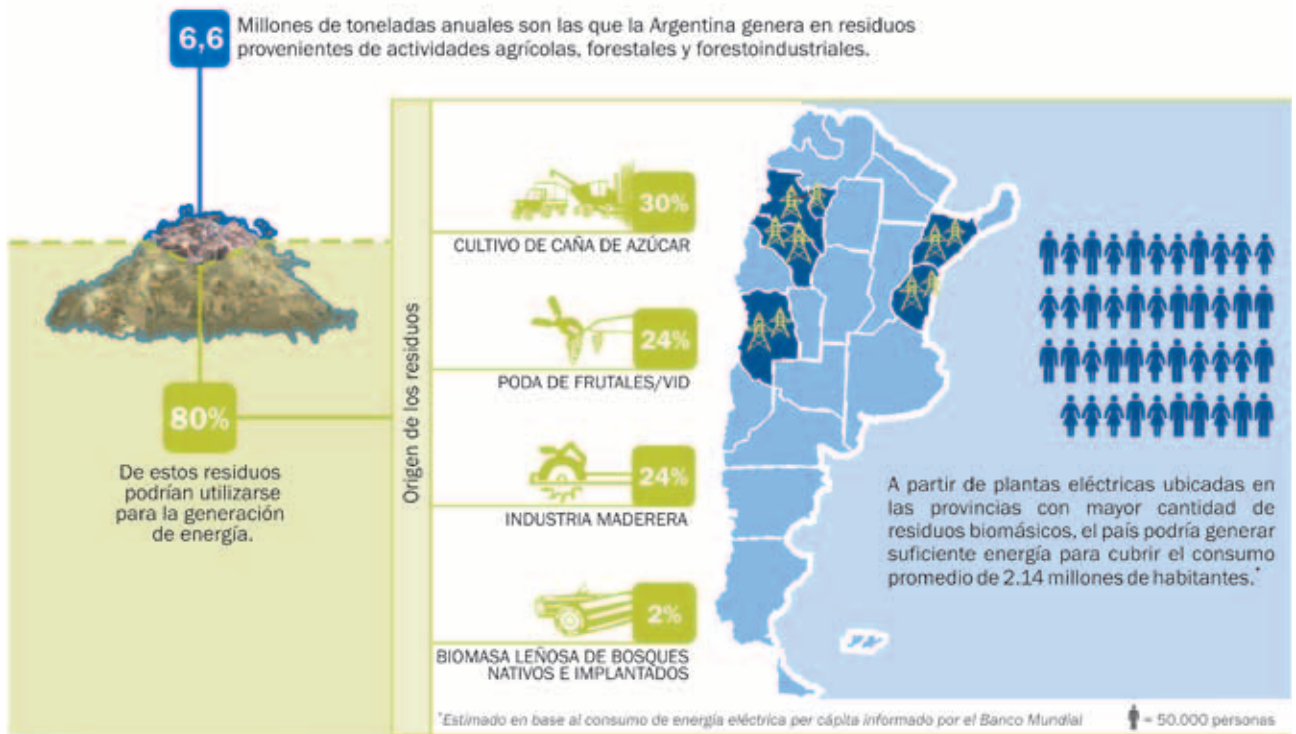 6,6
Millones de toneladas anuales son las que la Argentina genera en residuos
provenientes de actividades agrícolas, forestales y forestoindustriales.
80%
De estos residuos
podrían utilizarse
para la generación
de energía.
Origen de los residuos
30%
CULTIVO DE CAÑA DE AZÚCAR
24%
PODA DE FRUTALES/VID
24%
INDUSTRIA MADERERA
2%
BIOMASA LEÑOSA DE BOSQUES
NATIVOS E IMPLANTADOS
A partir de plantas eléctricas ubicadas en
las provincias con mayor cantidad de
residuos biomásicos, el país podría generar
suficiente energía para cubrir el consumo
promedio de 2.14 millones de habitantes.*
*Estimado en base al consumo de energía eléctrica per cápita informado por el Banco Mundial
= 50.000 personas